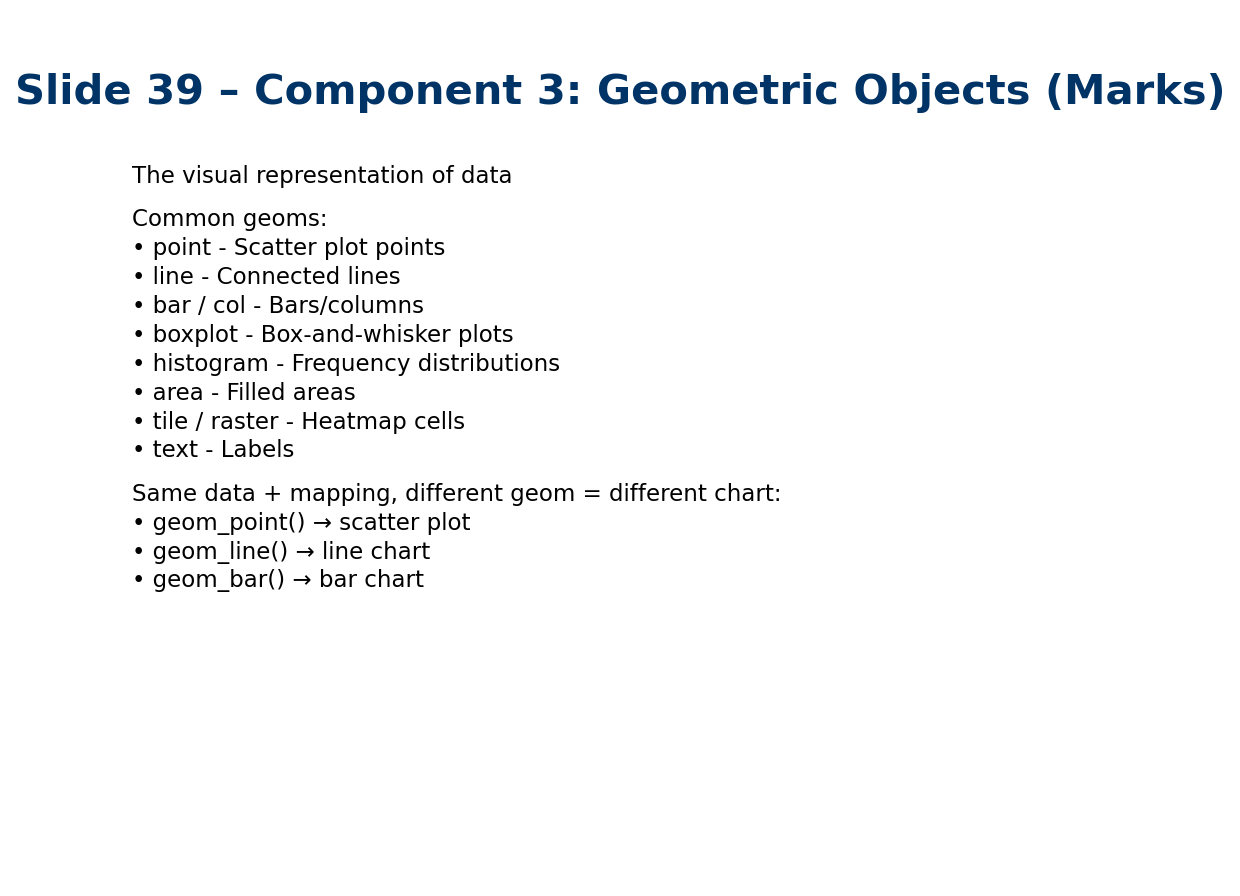 Slide 39 – Component 3: Geometric Objects (Marks)
The visual representation of data
Common geoms:
• point - Scatter plot points
• line - Connected lines
• bar / col - Bars/columns
• boxplot - Box-and-whisker plots
• histogram - Frequency distributions
• area - Filled areas
• tile / raster - Heatmap cells
• text - Labels
Same data + mapping, different geom = different chart:
• geom_point() → scatter plot
• geom_line() → line chart
• geom_bar() → bar chart